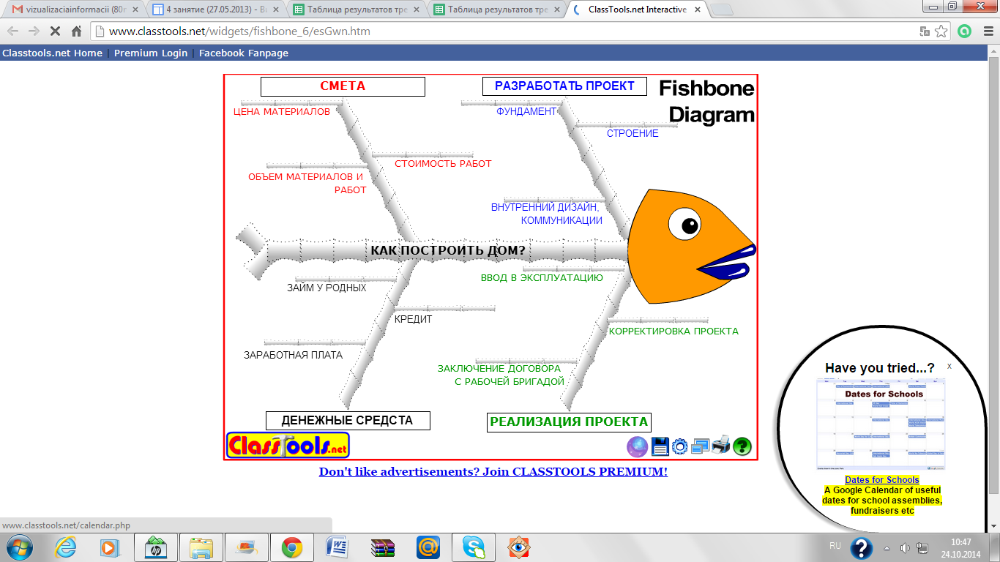 vizualizaciainformacii (80г
4 занятие (27.05.2013) - Ви
Таблица результатов тре
Таблица результатов тре
ClassTools.net Interactive
www.classtools.net/widgets/fishbone_6/esGwn.htm
Classtools.net Home | Premium Login | Facebook Fanpage
СМЕТА
РАЗРАБОТАТЬ ПРОЕКТ
Fishbone
Diagram
ЦЕНА МАТЕРИАЛОВ
ФУНДАМЕНТ
СТРОЕНИЕ
СТОИМОСТЬ РАБОТ
ОБЪЕМ МАТЕРИАЛОВ И
РАБОТ
ВНУТРЕННИЙ ДИЗАЙН,
КОММУНИКАЦИИ
КАК ПОСТРОИТЬ ДОМ?
ВВОД В ЭКСПЛУАТАЦИЮ
ЗАЙМ У РОДНЫХ
КРЕДИТ
КОРРЕКТИРОВКА ПРОЕКТА
ЗАРАБОТНАЯ ПЛАТА
ЗАКЛЮЧЕНИЕ ДОГОВОРА
С РАБОЧЕЙ БРИГАДОЙ
ДЕНЕЖНЫЕ СРЕДСТА
РЕАЛИЗАЦИЯ ПРОЕКТА
ClassTools.net
Don't like advertisements? Join CLASSTOOLS PREMIUM!
Have you tried...?
x
Dates for Schools
Dates for Schools
A Google Calendar of useful
dates for school assemblies,
fundraisers etc
www.classtools.net/calendar.php
RU
10:47
24.10.2014